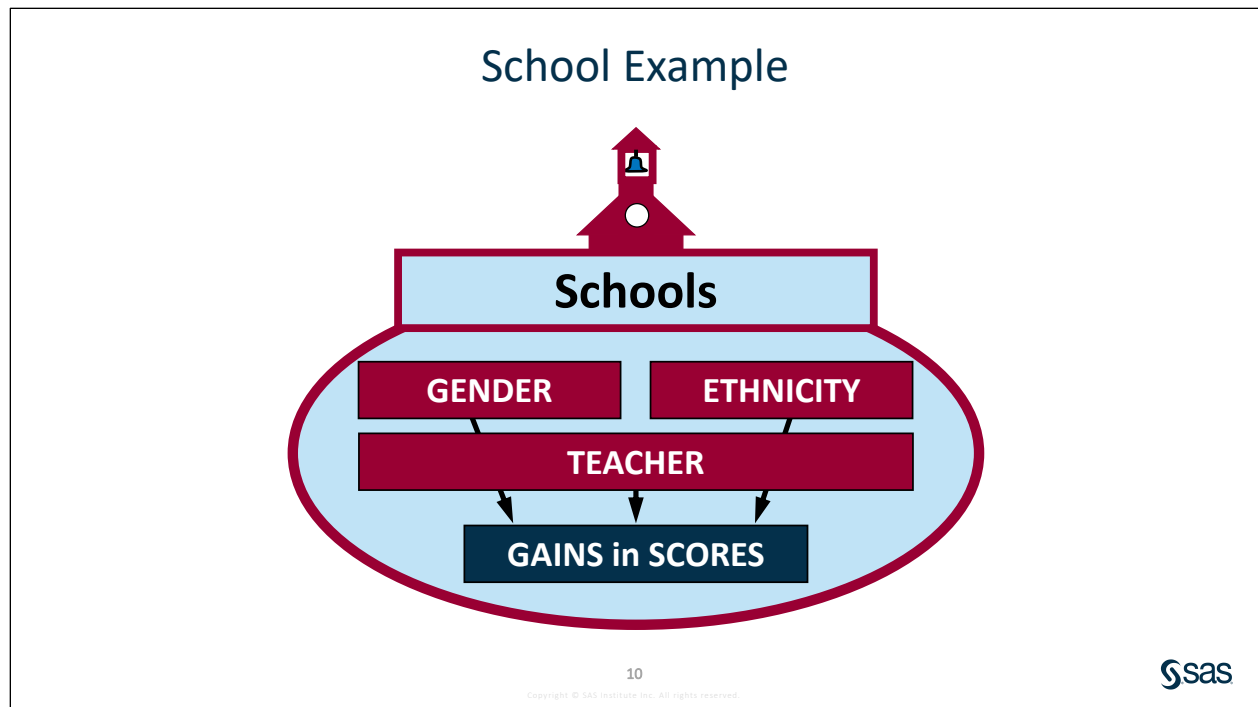 School Example
Schools
GENDER
ETHNICITY
TEACHER
GAINS in SCORES
10
Copyright © SAS Institute Inc. All rights reserved.
sas